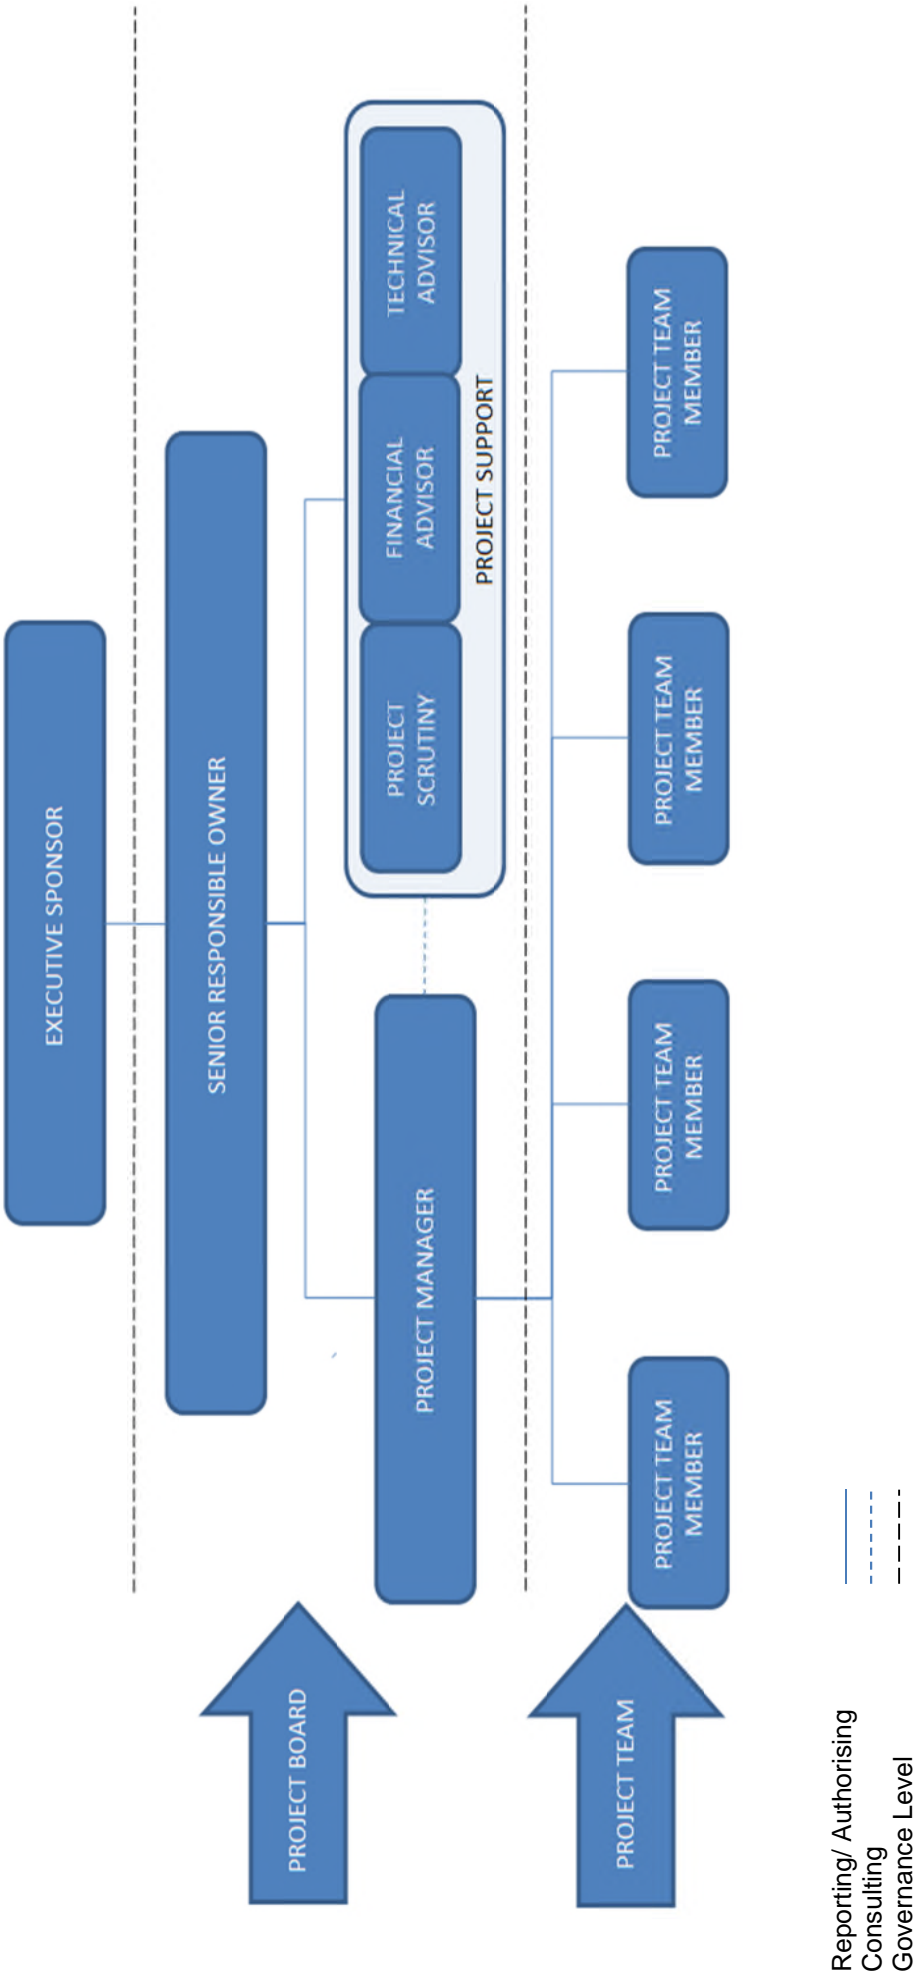 EXECUTIVE SPONSOR
SENIOR RESPONSIBLE OWNER
PROJECT BOARD
PROJECT MANAGER
PROJECT
SCRUTINY
FINANCIAL
ADVISOR
TECHNICAL
ADVISOR
PROJECT SUPPORT
PROJECT TEAM
PROJECT TEAM
MEMBER
PROJECT TEAM
MEMBER
PROJECT TEAM
MEMBER
PROJECT TEAM
MEMBER
Reporting/ Authorising
Consulting
Governance Level